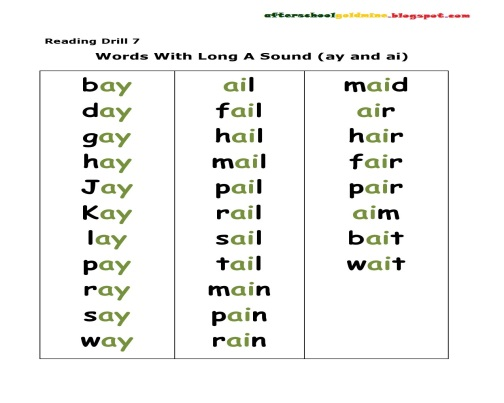 afterschoolgoldmine.blogspot.com
Reading Drill 7
Words With Long A Sound (ay and ai)
bay
day
gay
hay
Jay
Kay
lay
pay
ray
say
way
ail
fail
hail
mail
pail
rail
sail
tail
main
pain
rain
maid
air
hair
fair
pair
aim
bait
wait